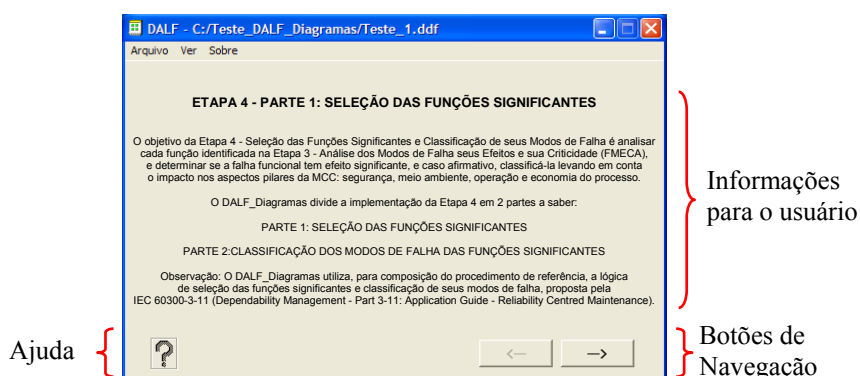 DALF - C:/Teste_DALF_Diagramas/Teste_1.ddf
Arquivo Ver Sobre
ETAPA 4 - PARTE 1: SELEÇÃO DAS FUNÇÕES SIGNIFICANTES
O objetivo da Etapa 4 - Seleção das Funções Significantes e Classificação de seus Modos de Falha é analisar
cada função identificada na Etapa 3 - Análise dos Modos de Falha seus Efeitos e sua Criticidade (FMECA),
e determinar se a falha funcional tem efeito significante, e caso afirmativo, classificá-la levando em conta
o impacto nos aspectos pilares da MCC: segurança, meio ambiente, operação e economia do processo.
O DALF_Diagramas divide a implementação da Etapa 4 em 2 partes a saber:
PARTE 1: SELEÇÃO DAS FUNÇÕES SIGNIFICANTES
PARTE 2:CLASSIFICAÇÃO DOS MODOS DE FALHA DAS FUNÇÕES SIGNIFICANTES
Observação: O DALF_Diagramas utiliza, para composição do procedimento de referência, a lógica
de seleção das funções significantes e classificação de seus modos de falha, proposta pela
IEC 60300-3-11 (Dependability Management - Part 3-11: Application Guide - Reliability Centred Maintenance).
Informações
para o usuário
Ajuda
?
<--
-->
Botões de
Navegação